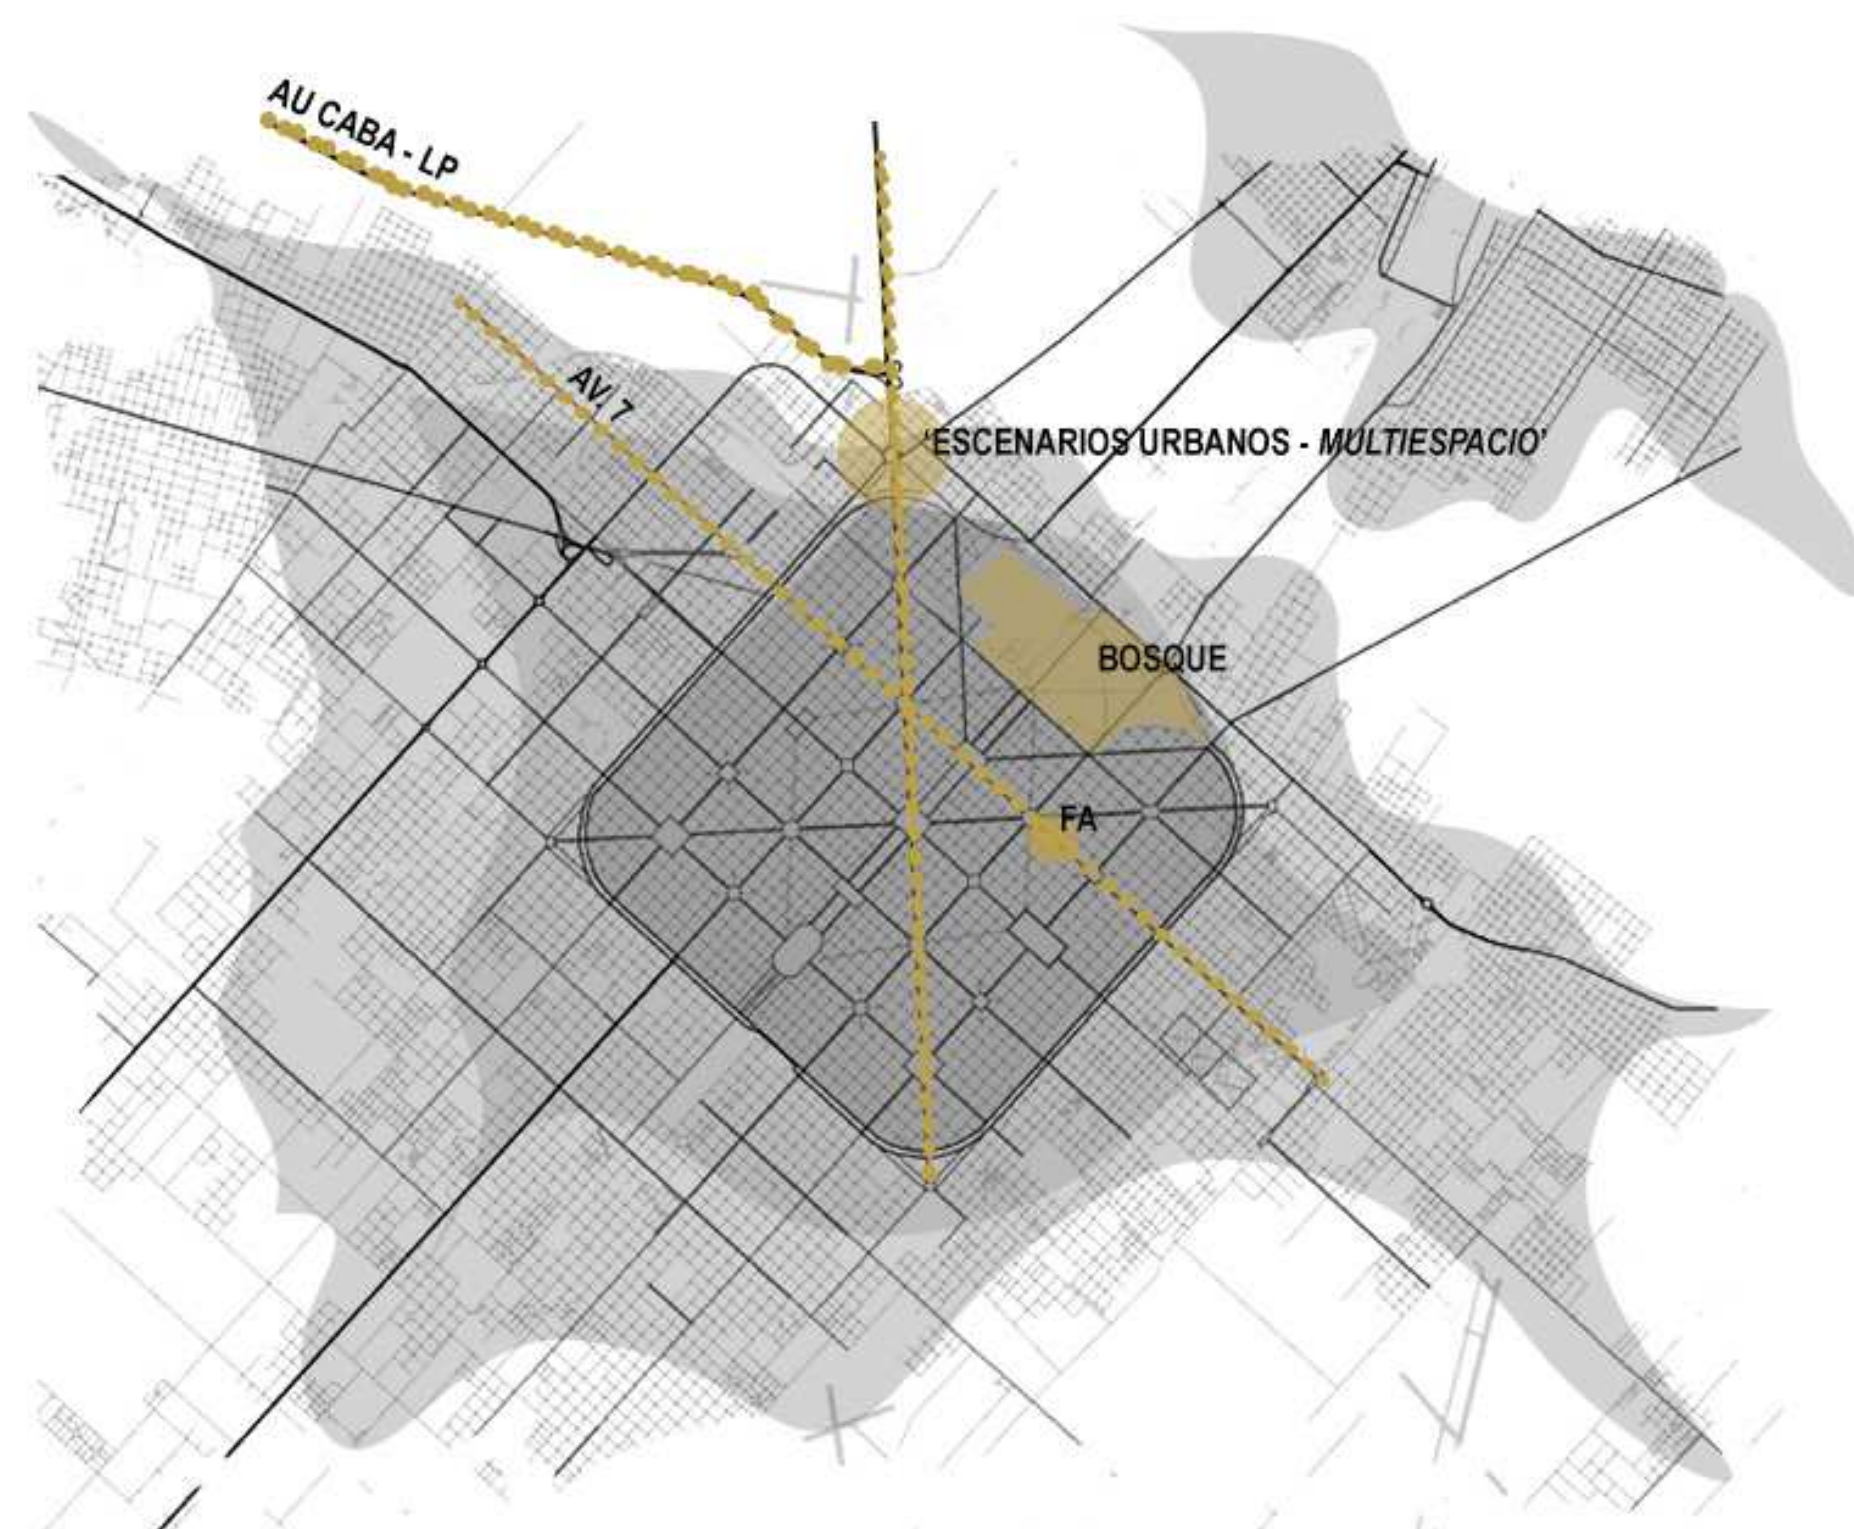 AU CABA - LP
AV. 7
'ESCENARIOS URBANOS - MULTIESPACIO'
BOSQUE
FA